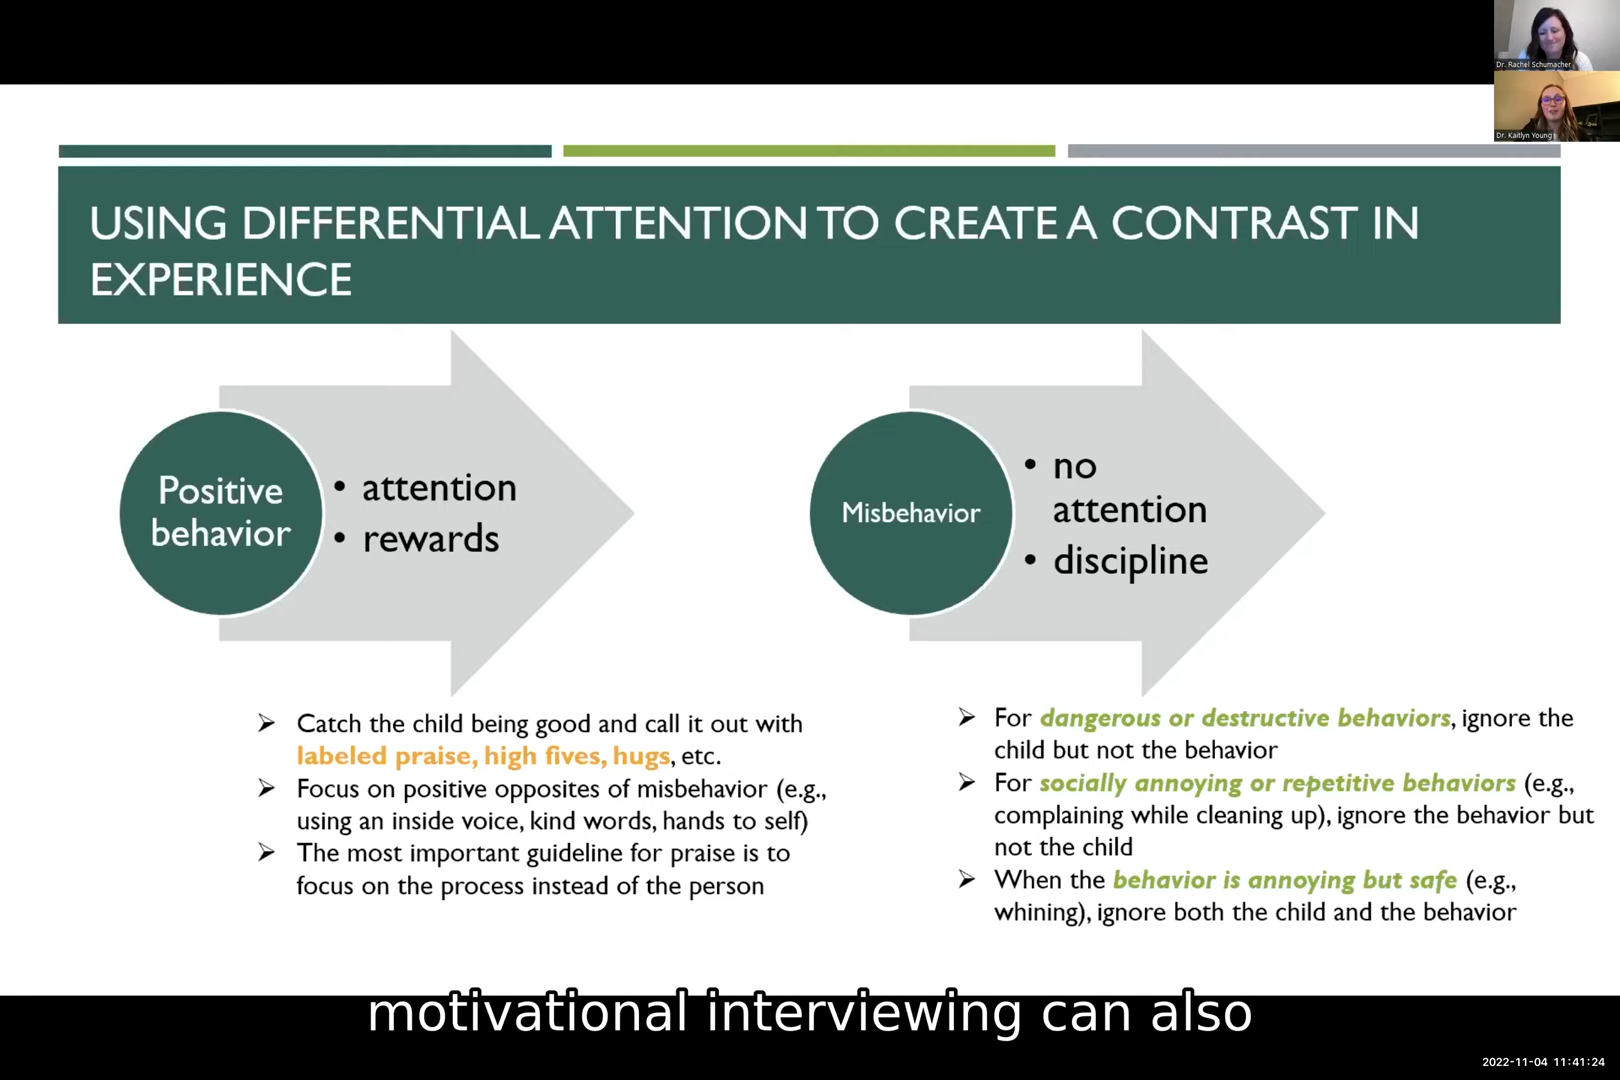 Dr. Rachel Schumacher
Dr. Kaitlyn Young
USING DIFFERENTIAL ATTENTION TO CREATE A CONTRAST IN
EXPERIENCE
Positive
behavior
• attention
• rewards
Misbehavior
• no
attention
• discipline
➢ Catch the child being good and call it out with
labeled praise, high fives, hugs, etc.
➢ Focus on positive opposites of misbehavior (e.g.,
using an inside voice, kind words, hands to self)
➢ The most important guideline for praise is to
focus on the process instead of the person
➢ For dangerous or destructive behaviors, ignore the
child but not the behavior
➢ For socially annoying or repetitive behaviors (e.g.,
complaining while cleaning up), ignore the behavior but
not the child
➢ When the behavior is annoying but safe (e.g.,
whining), ignore both the child and the behavior
motivational interviewing can also
2022-11-04 11:41:24